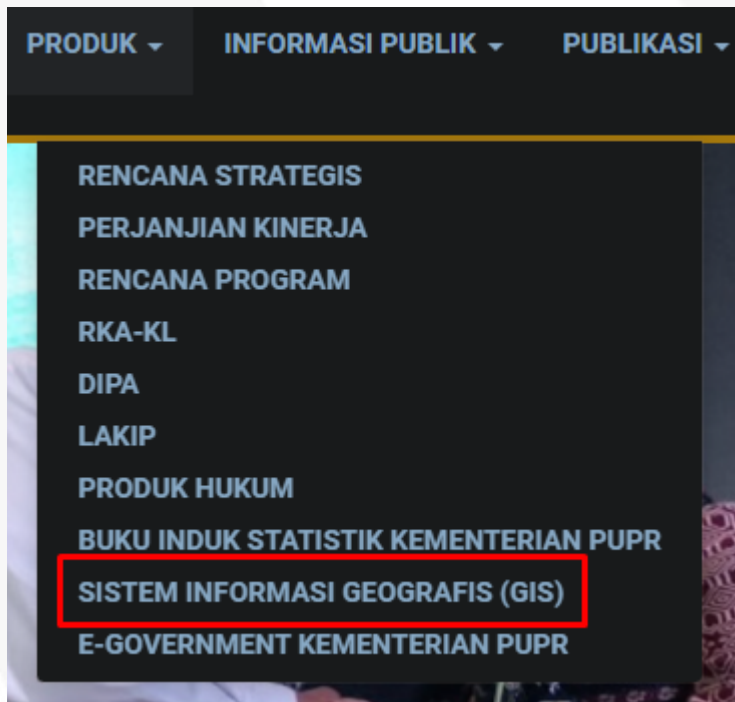 PRODUK INFORMASI PUBLIK PUBLIKASI
RENCANA STRATEGIS
PERJANJIAN KINERJA
RENCANA PROGRAM
RKA-KL
DIPA
LAKIP
PRODUK HUKUM
BUKU INDUK STATISTIK KEMENTERIAN PUPR
SISTEM INFORMASI GEOGRAFIS (GIS)
E-GOVERNMENT KEMENTERIAN PUPR